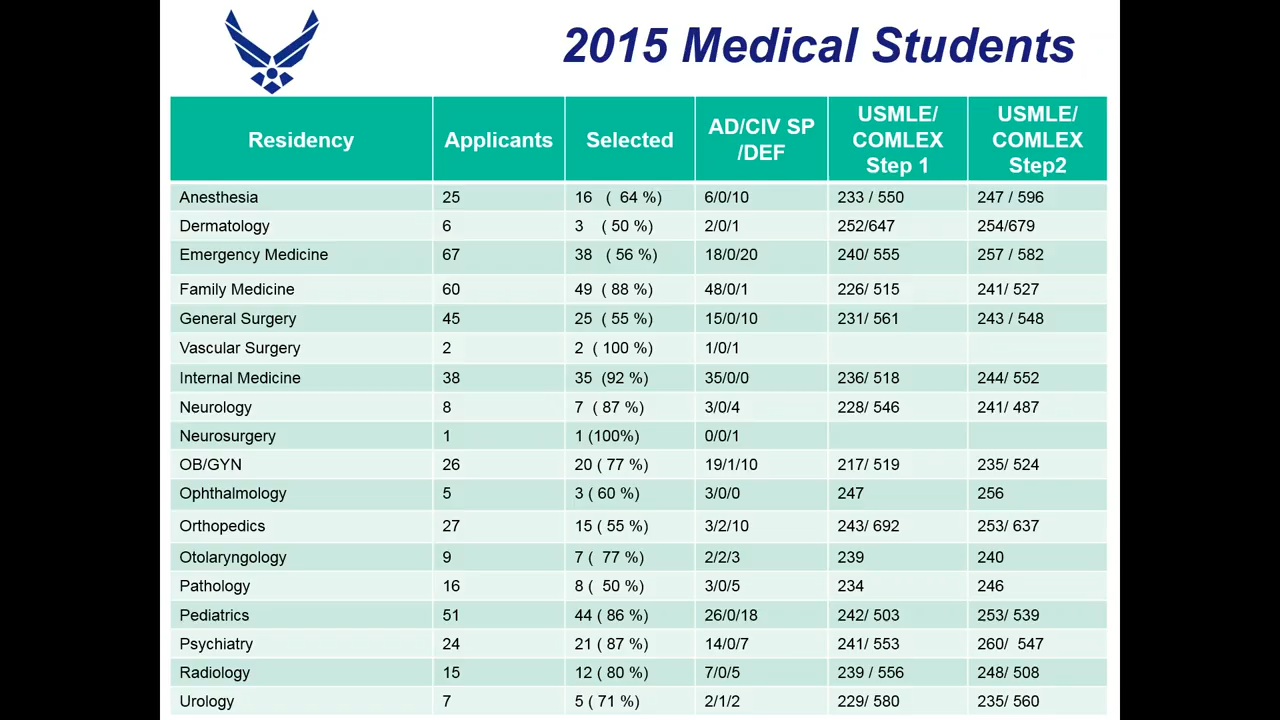 2015 Medical Students
Residency Applicants Selected AD/CIV SP /DEF USMLE/ COMLEX Step 1 USMLE/ COMLEX Step2
Anesthesia 25 16 ( 64 %) 6/0/10 233 / 550 247 / 596
Dermatology 6 3 ( 50 %) 2/0/1 252/647 254/679
Emergency Medicine 67 38 ( 56 %) 18/0/20 240/ 555 257 / 582
Family Medicine 60 49 ( 88 %) 48/0/1 226/ 515 241/ 527
General Surgery 45 25 ( 55 %) 15/0/10 231/ 561 243 / 548
Vascular Surgery 2 2 ( 100 %) 1/0/1
Internal Medicine 38 35 (92 %) 35/0/0 236/ 518 244/ 552
Neurology 8 7 ( 87 %) 3/0/4 228/ 546 241/ 487
Neurosurgery 1 1 (100%) 0/0/1
OB/GYN 26 20 ( 77 %) 19/1/10 217/ 519 235/ 524
Ophthalmology 5 3 ( 60 %) 3/0/0 247 256
Orthopedics 27 15 ( 55 %) 3/2/10 243/ 692 253/ 637
Otolaryngology 9 7 ( 77 %) 2/2/3 239 240
Pathology 16 8 ( 50 %) 3/0/5 234 246
Pediatrics 51 44 ( 86 %) 26/0/18 242/ 503 253/ 539
Psychiatry 24 21 ( 87 %) 14/0/7 241/ 553 260/ 547
Radiology 15 12 ( 80 %) 7/0/5 239 / 556 248/ 508
Urology 7 5 ( 71 %) 2/1/2 229/ 580 235/ 560